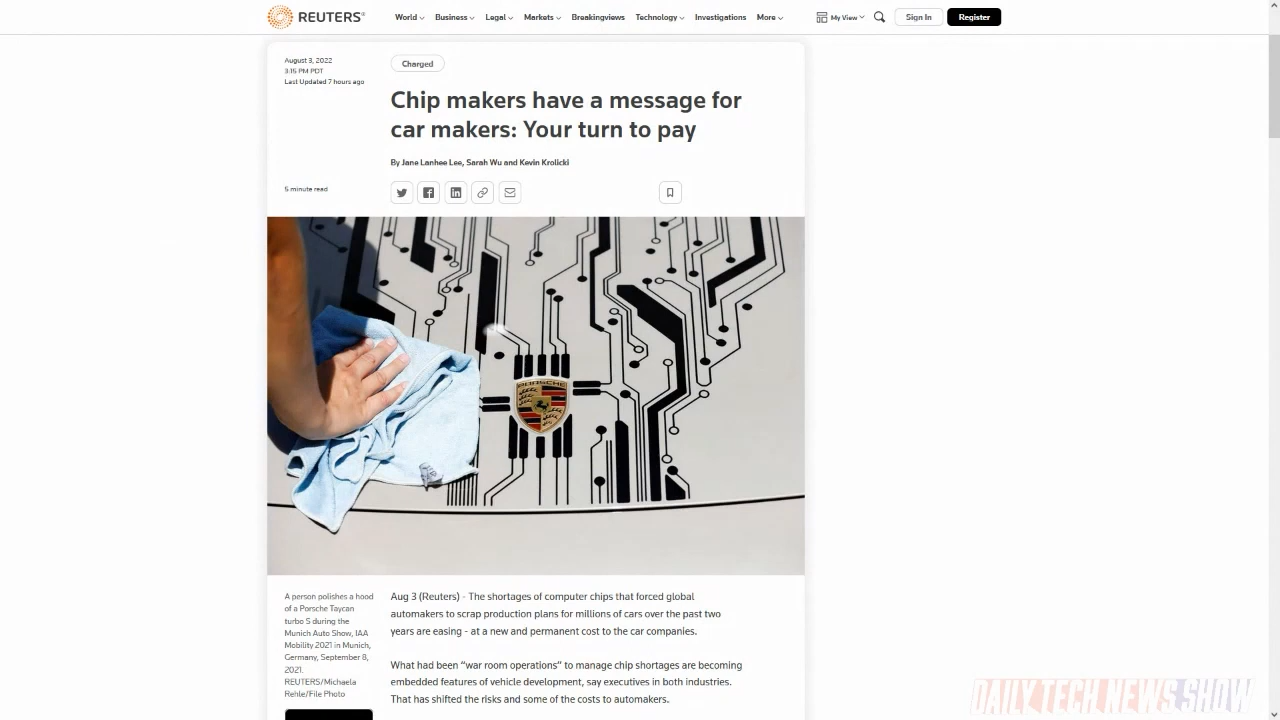 REUTERS®
World Business Legal Markets Breakingviews Technology Investigations More
My View
Sign In
Register
August 3, 2022
3:15 PM PDT
Last Updated 7 hours ago
Charged
Chip makers have a message for
car makers: Your turn to pay
By Jane Lanhee Lee, Sarah Wu and Kevin Krolicki
5 minute read
PORSCHE
A person polishes a hood
of a Porsche Taycan
turbo S during the
Munich Auto Show, IAA
Mobility 2021 in Munich,
Germany, September 8,
2021.
REUTERS/Michaela
Rehle/File Photo
Aug 3 (Reuters) - The shortages of computer chips that forced global
automakers to scrap production plans for millions of cars over the past two
years are easing - at a new and permanent cost to the car companies.
What had been “war room operations” to manage chip shortages are becoming
embedded features of vehicle development, say executives in both industries.
That has shifted the risks and some of the costs to automakers.
DAILY TECH NEWS SHOW